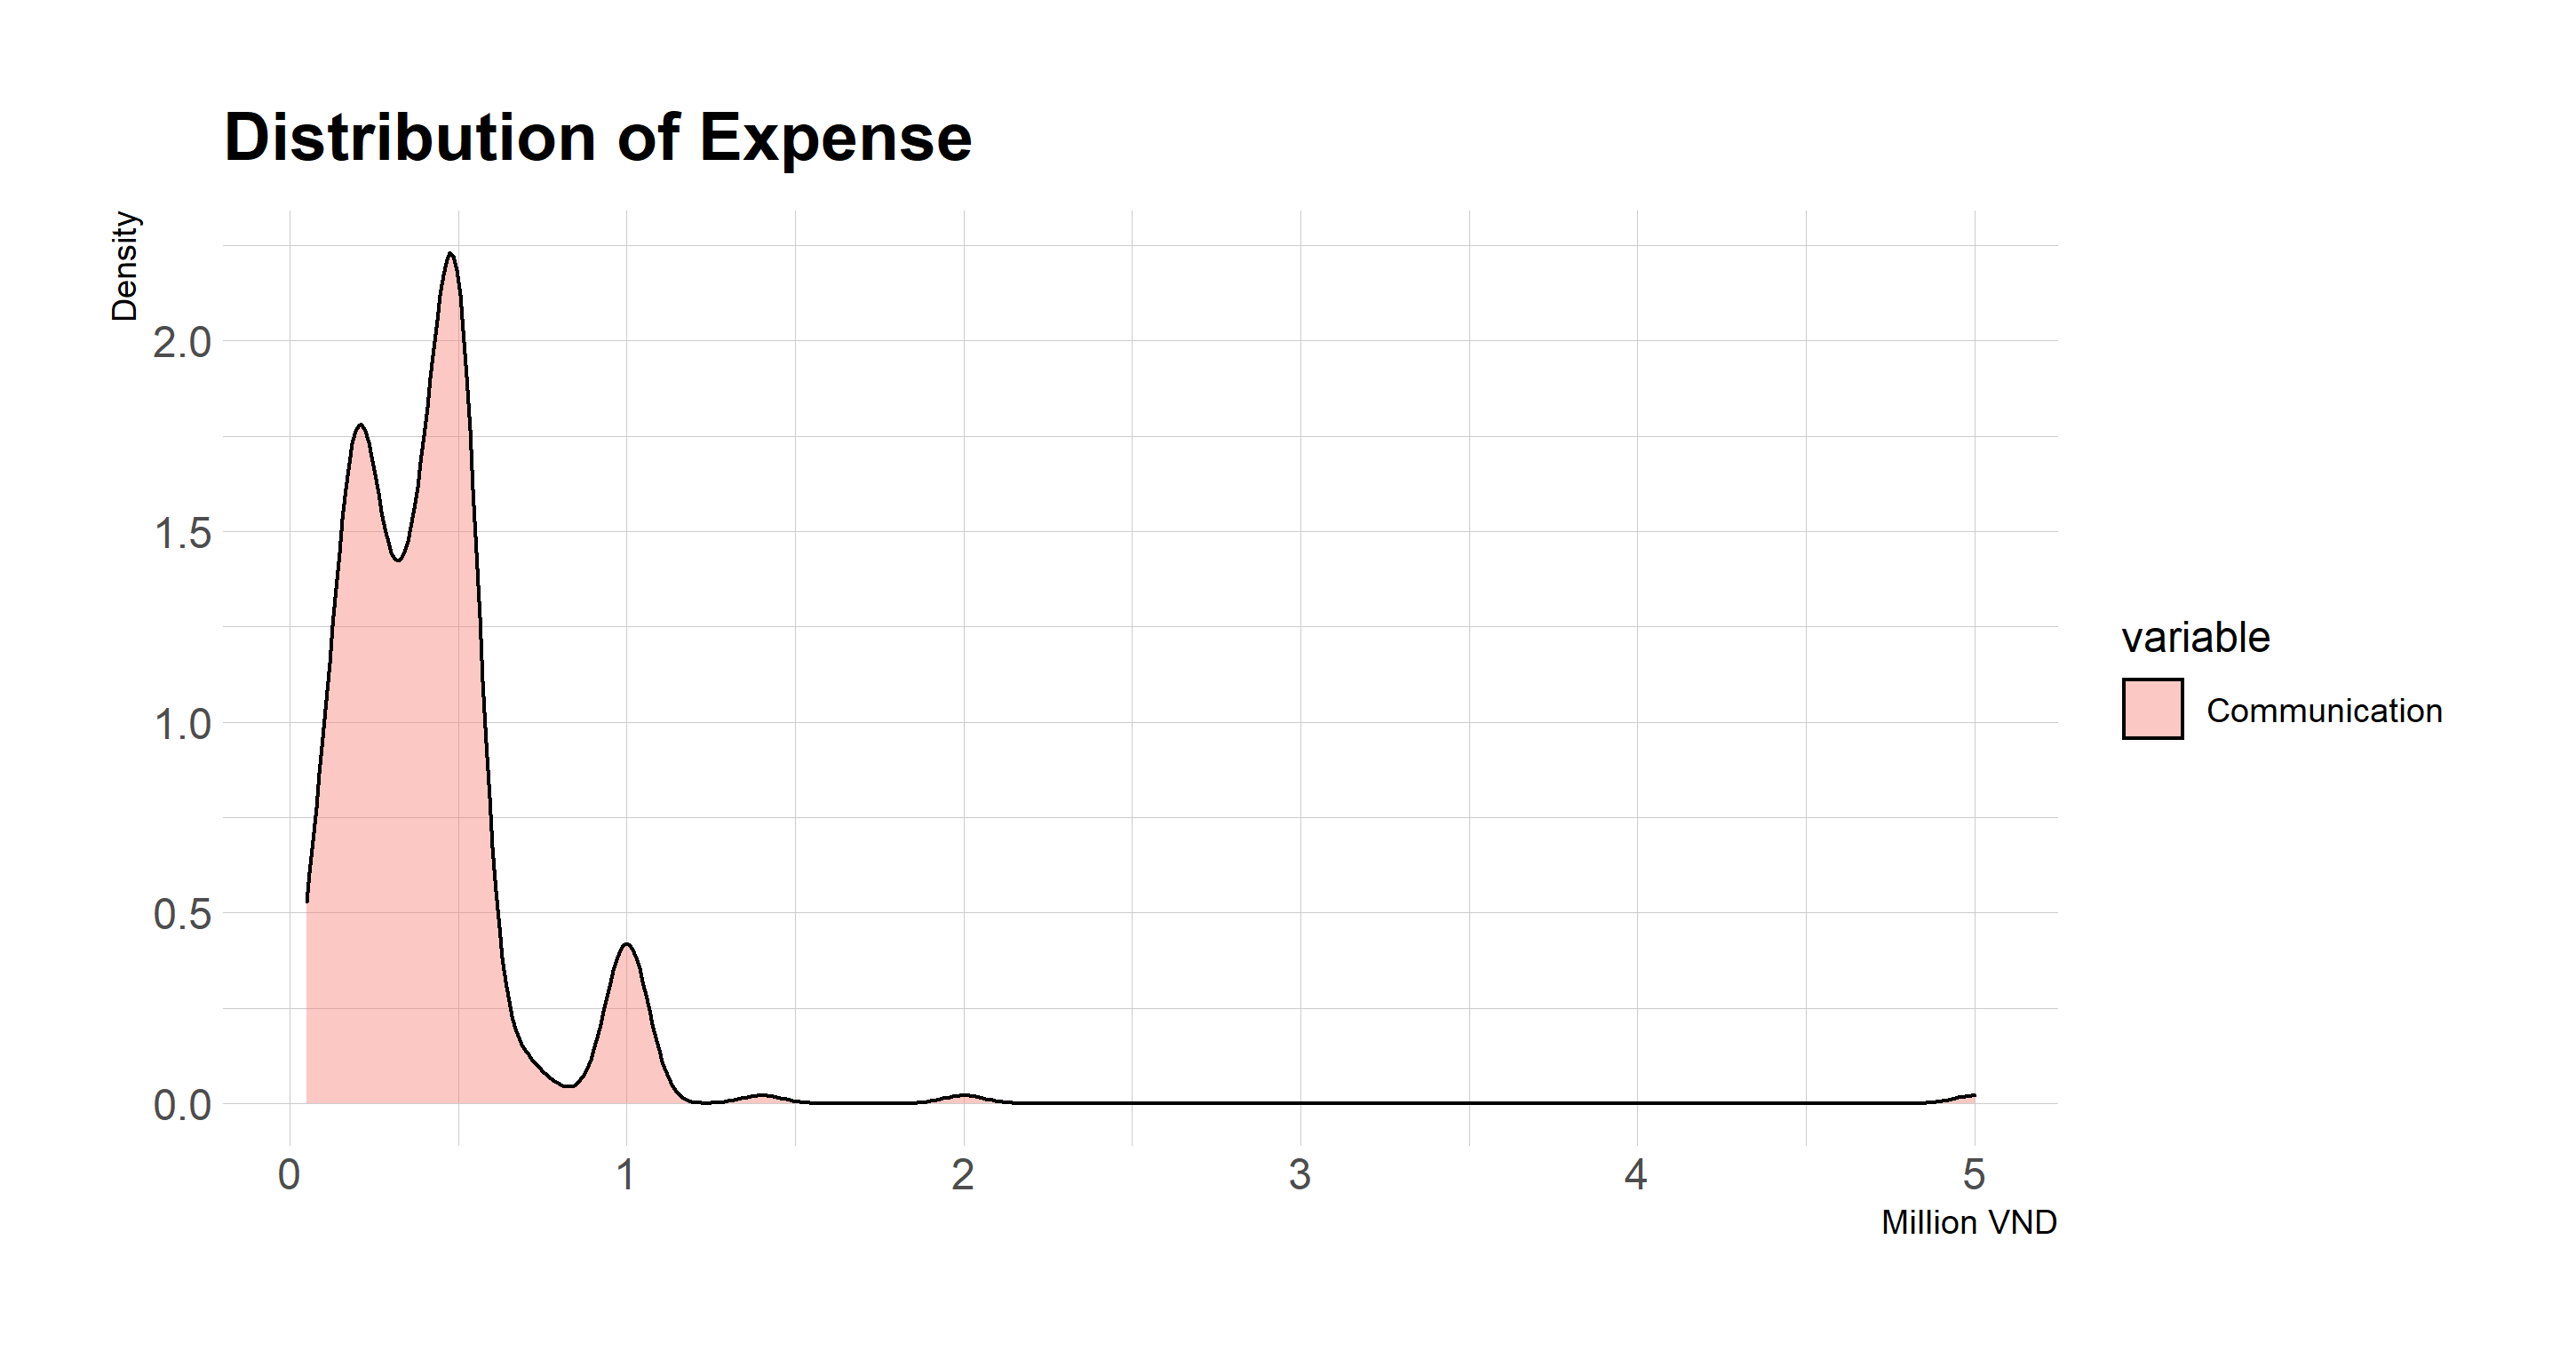 Distribution of Expense
Density
2.0
1.5
1.0
0.5
0.0
0 1 2 3 4 5
Million VND
variable
Communication